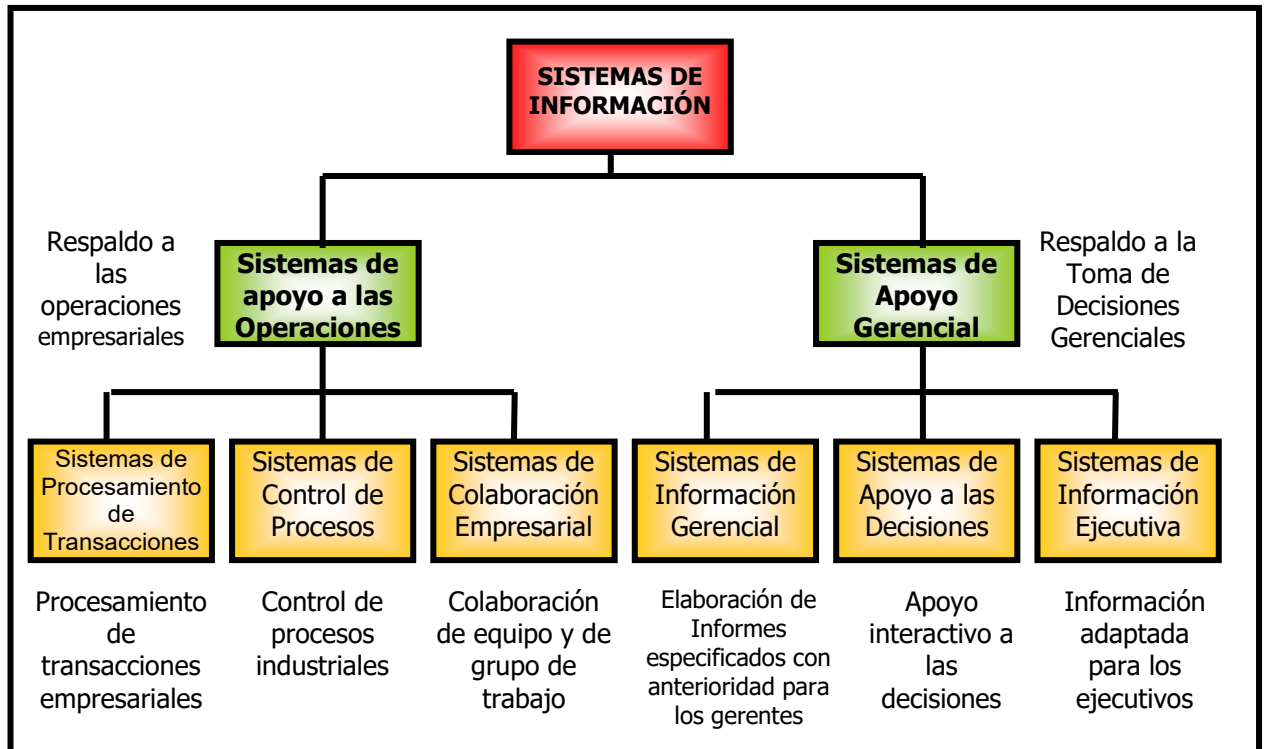 SISTEMAS DE
INFORMACIÓN
Respaldo a
las
operaciones
empresariales
Sistemas de
apoyo a las
Operaciones
Sistemas de
Apoyo
Gerencial
Respaldo a la
Toma de
Decisiones
Gerenciales
Sistemas de
Procesamiento
de
Transacciones
Sistemas de
Control de
Procesos
Sistemas de
Colaboración
Empresarial
Sistemas de
Información
Gerencial
Sistemas de
Apoyo a las
Decisiones
Sistemas de
Información
Ejecutiva
Procesamiento
de
transacciones
empresariales
Control de
procesos
industriales
Colaboración
de equipo y de
grupo de
trabajo
Elaboración de
Informes
especificados con
anterioridad para
los gerentes
Apoyo
interactivo a
las
decisiones
Información
adaptada
para los
ejecutivos